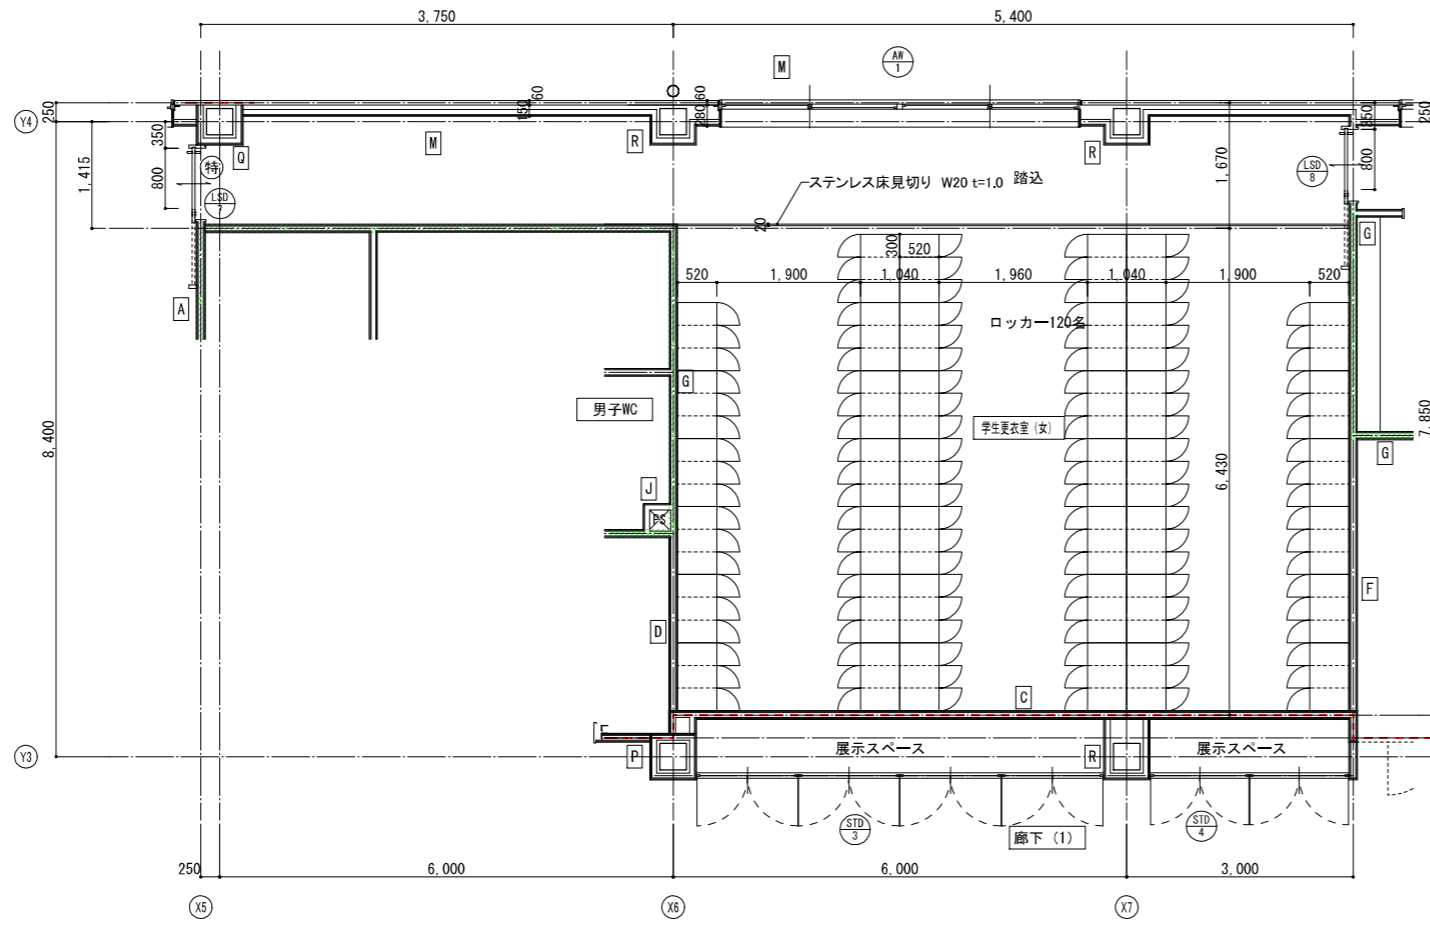 3,750
5,400
AW
1
M
Y4
250
60
150
60
280
350
250
M
Q
R
R
350
特
800
LSD
7
1,415
ステンレス床見切り W20 t=1.0
踏込
1,670
LSD
8
800
20
G
300
520
520
1,900
1,040
1,960
1,040
1,900
520
A
ロッカー120名
G
男子WC
学生更衣室(女)
7,850
8,400
G
6,430
J
PS
F
D
C
Y3
P
展示スペース
R
展示スペース
STD
3
STD
4
廊下(1)
250
6,000
6,000
3,000
X5
X6
X7